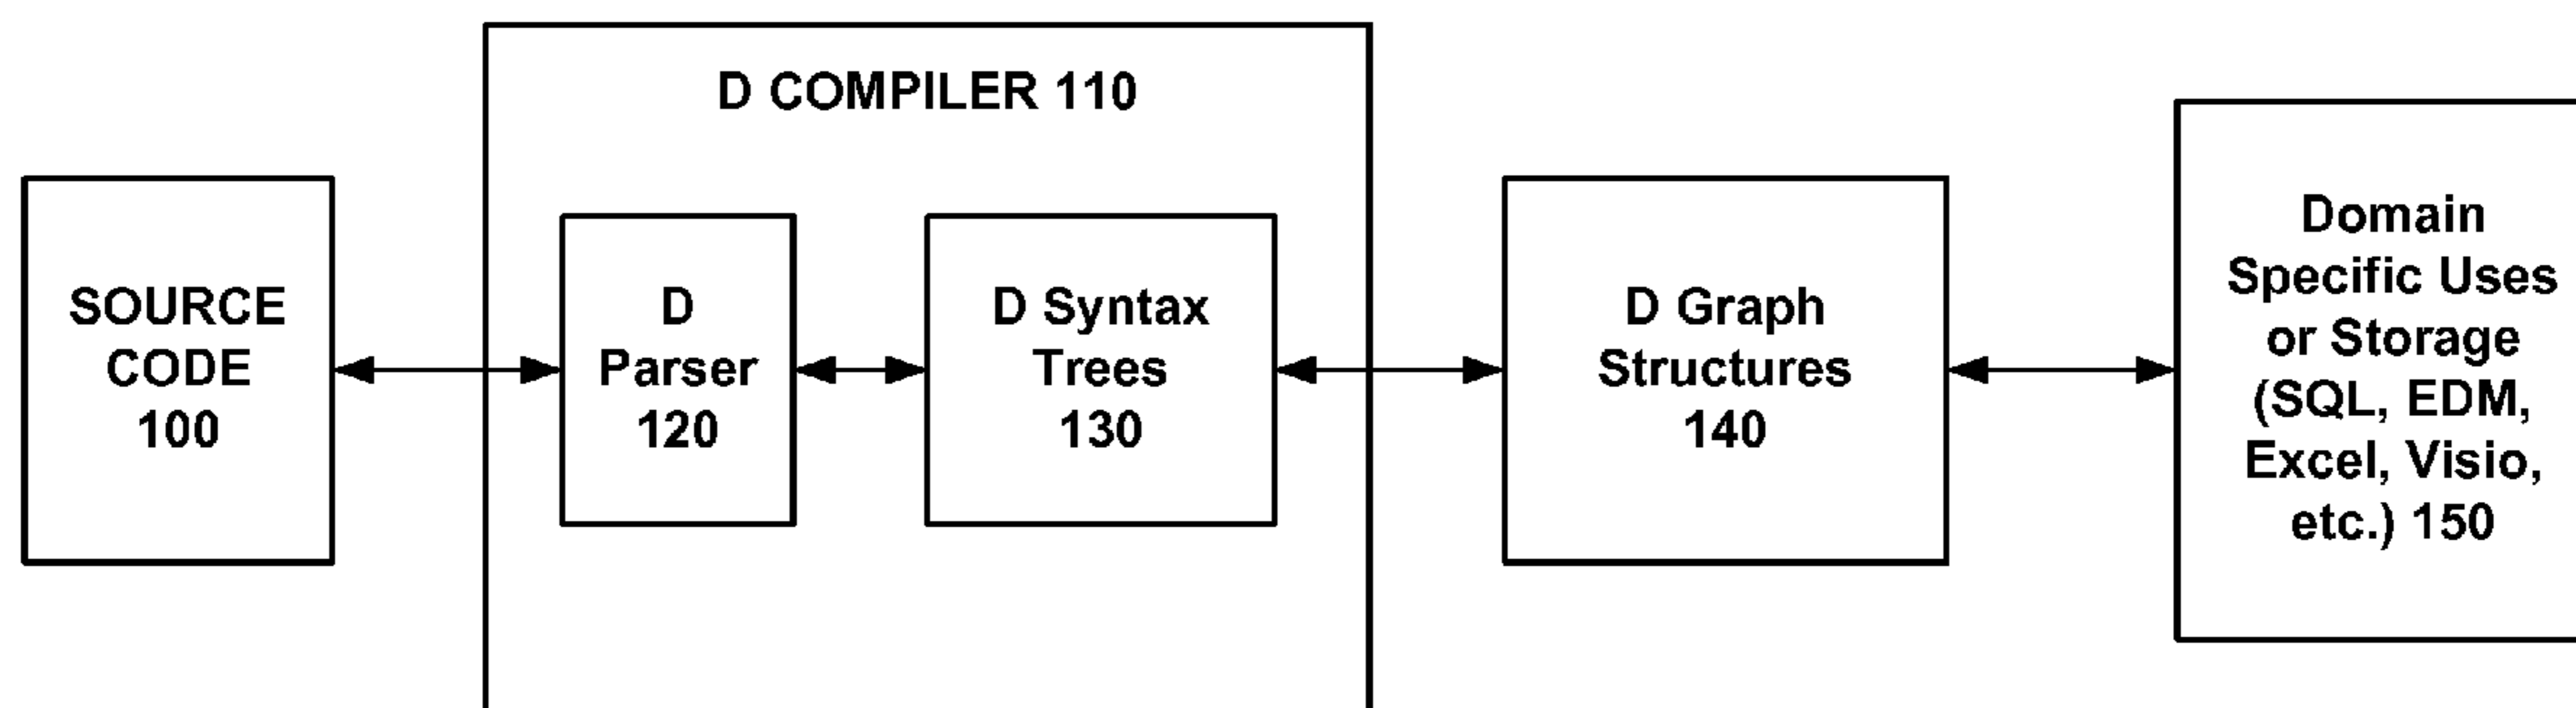 D COMPILER 110
SOURCE
CODE
100
D
Parser
120
D Syntax
Trees
130
D Graph
Structures
140
Domain
Specific Uses
or Storage
(SQL, EDM,
Excel, Visio,
etc.) 150